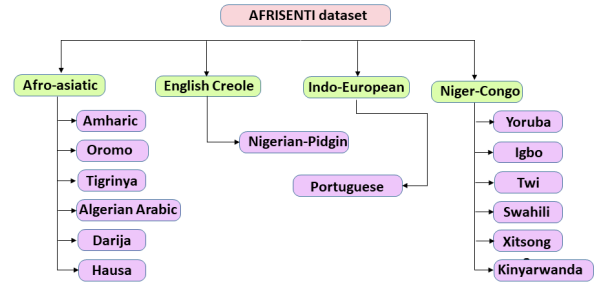 AFRISENTI dataset
Afro-asiatic
English Creole
Indo-European
Niger-Congo
Amharic
Oromo
Tigrinya
Algerian Arabic
Darija
Hausa
Nigerian-Pidgin
Portuguese
Yoruba
Igbo
Twi
Swahili
Xitsong
Kinyarwanda